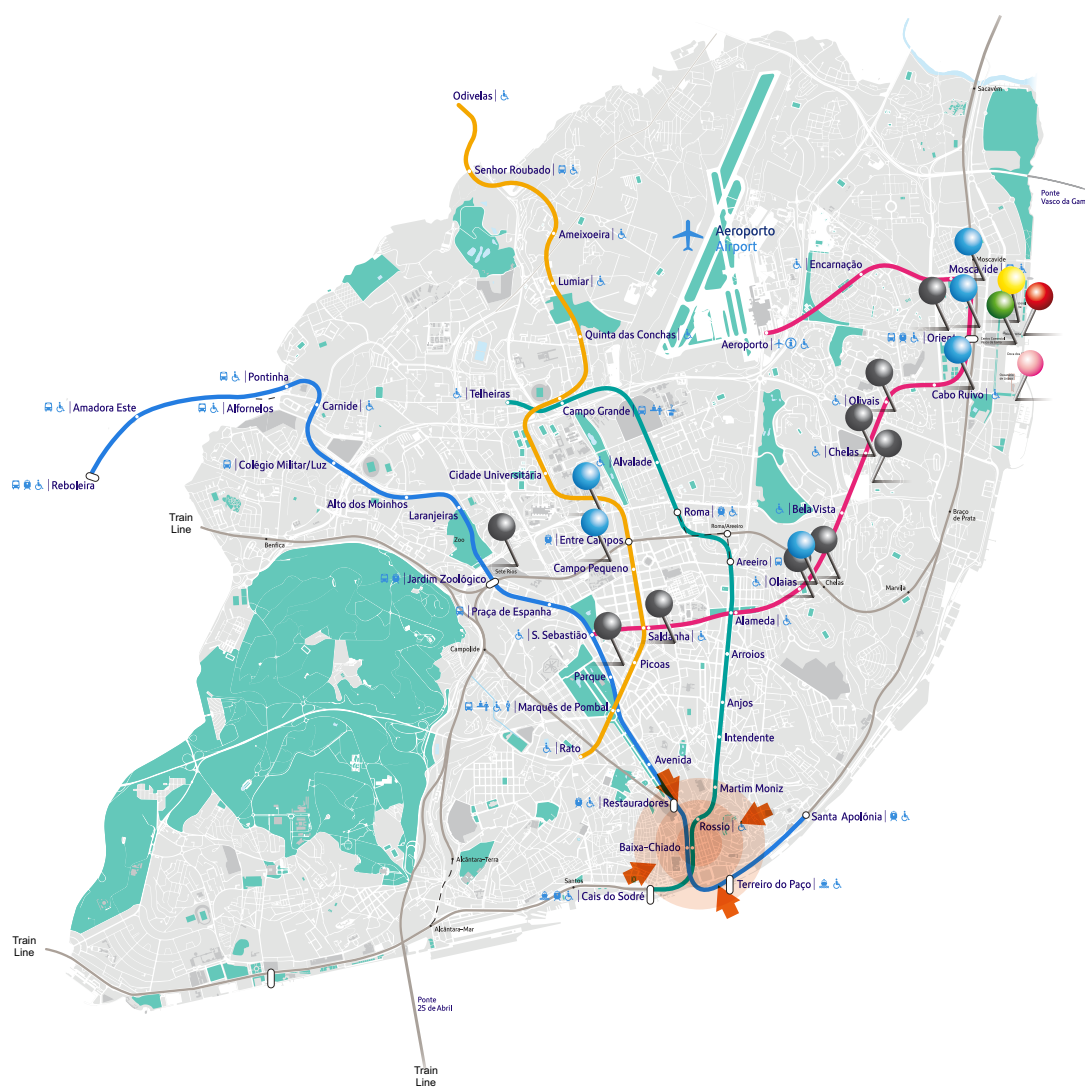 Sacavém
Odivelas
Senhor Roubado
Ponte
Vasco da Gam
Ameixoeira
Aeroporto
Airport
Moscavide
Encarnação
Moscavide
Lumiar
Quinta das Conchas
Aeroporto
Orient
Pontinha
Telheiras
Cabo Ruivo
Amadora Este
Alfornelos
Carnide
Campo Grande
Olivais
Chelas
Colégio Militar/Luz
Cidade Universitária
Alvalade
Reboleira
Alto dos Moinhos
Laranjeiras
Roma
Bela Vista
Braço
de Prata
Train
Line
Roma/Areeiro
Benfica
Zoo
Entre Campos
Sete Rios
Campo Pequeno
Areeiro
Jardim Zoológico
Olaias
Chelas
Marvila
Praça de Espanha
Alameda
S. Sebastião
Saldanha
Campolide
Arroios
Picoas
Parque
Marquês de Pombal
Anjos
Intendente
Rato
Avenida
Martim Moniz
Restauradores
Santa Apolónia
Rossio
Baixa-Chiado
Alcântara-Terra
Santos
Cais do Sodré
Terreiro do Paço
Alcântara-Mar
Train
Line
Ponte
25 de Abril
Train
Line